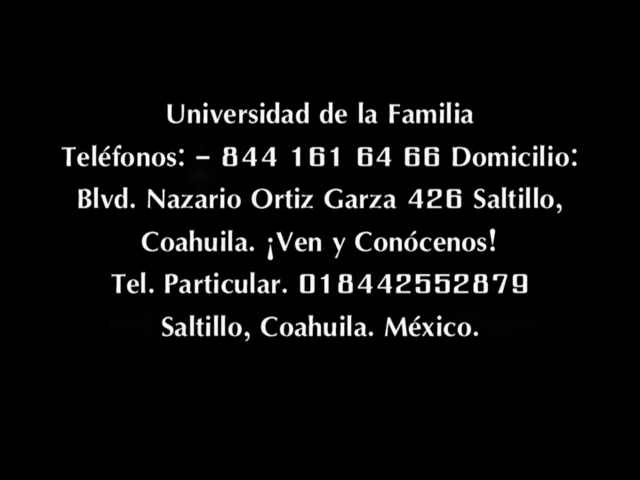 Universidad de la Familia
Teléfonos: – 844 161 64 66 Domicilio:
Blvd. Nazario Ortiz Garza 426 Saltillo,
Coahuila. ¡Ven y Conócenos!
Tel. Particular. 018442552879
Saltillo, Coahuila. México.